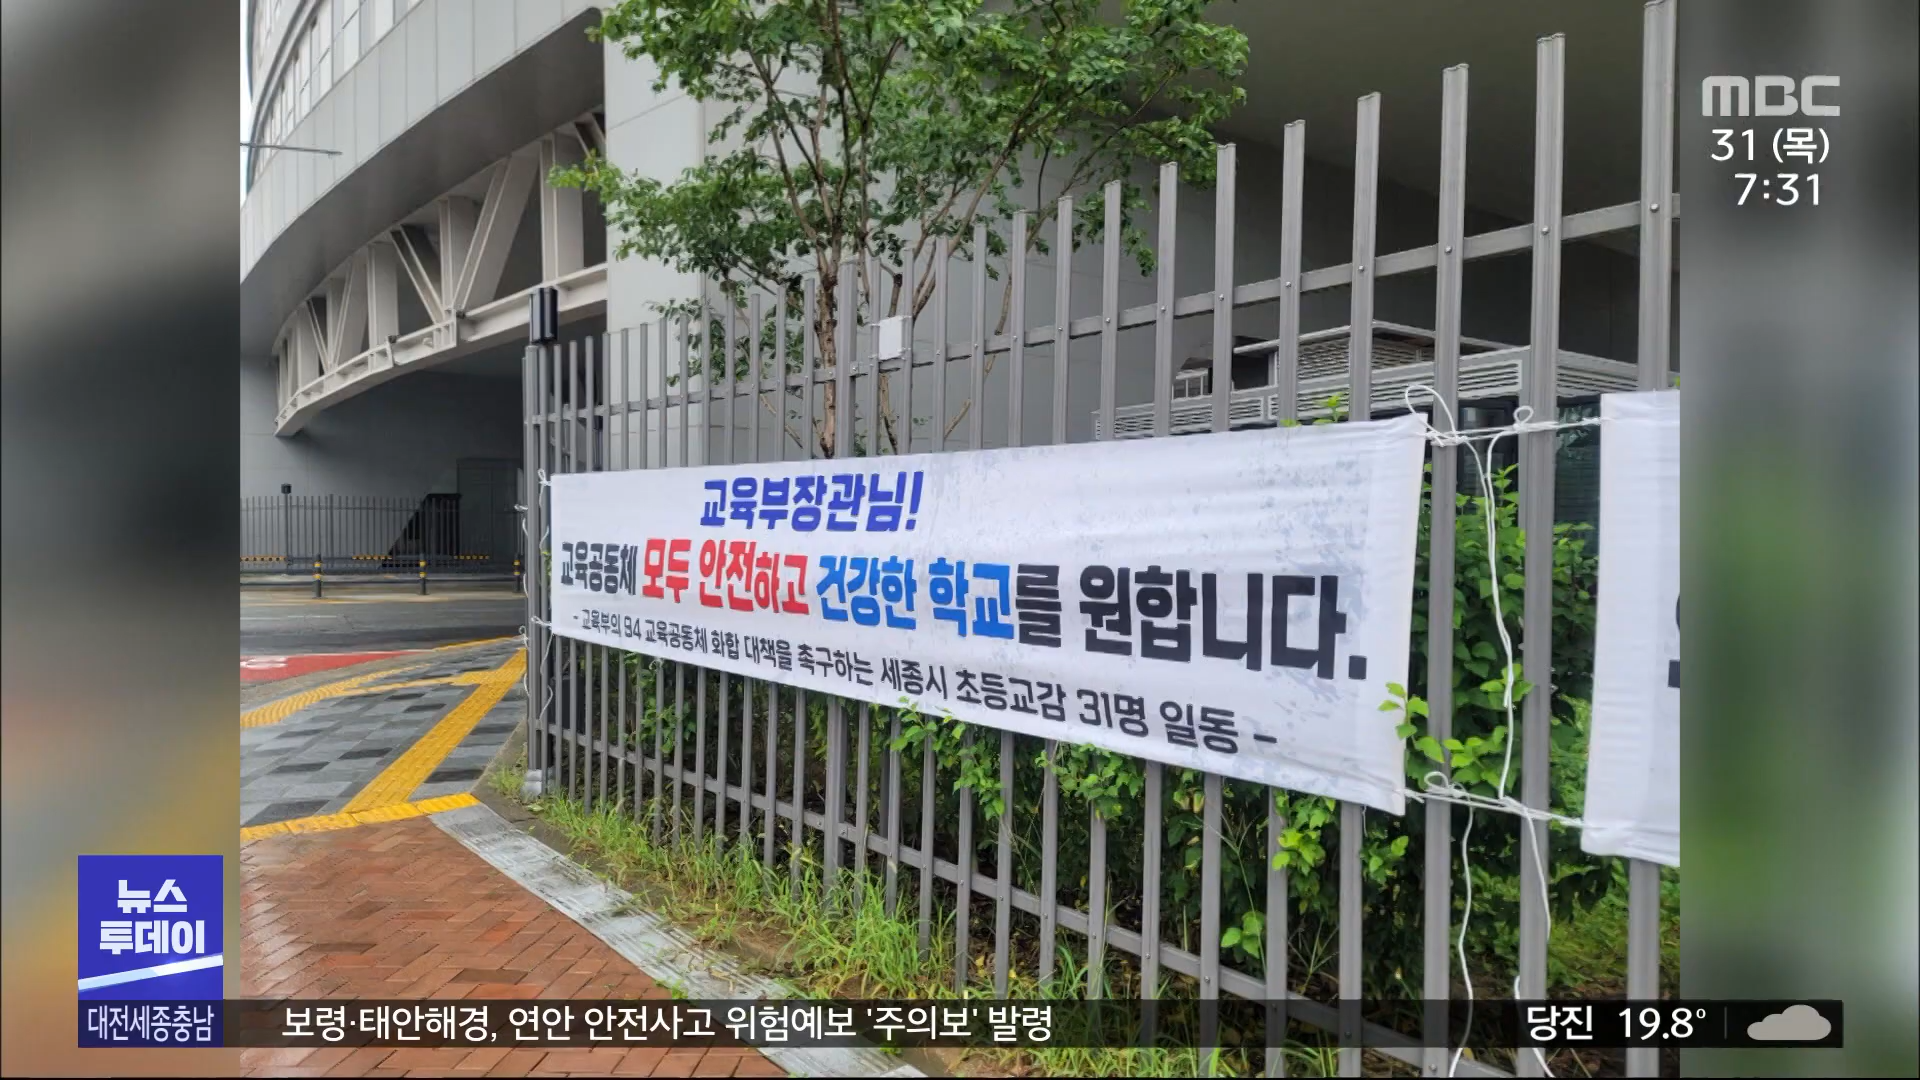 MBC
31 (목)
7:31
교육부장관님!
교육공동체 모두 안전하고 건강한 학교를 원합니다.
- 교육부의 94 교육공동체 화합 대책을 촉구하는 세종시 초등교감 31명 일동 -
뉴스
투데이
대전세종충남
보령·태안해경, 연안 안전사고 위험예보 '주의보' 발령
당진 19.8°